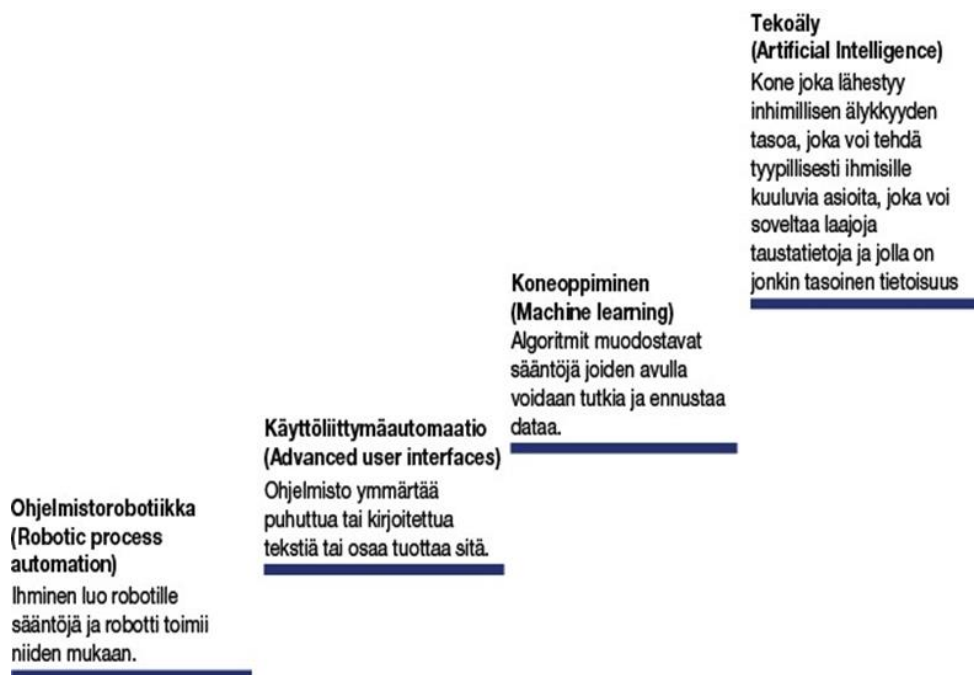 Tekoäly
(Artificial Intelligence)
Kone joka lähestyy
inhimillisen älykkyyden
tasoa, joka voi tehdä
tyypillisesti ihmisille
kuuluvia asioita, joka voi
soveltaa laajoja
taustatietoja ja jolla on
jonkin tasoinen tietoisuus
Koneoppiminen
(Machine learning)
Algoritmit muodostavat
sääntöjä joiden avulla
voidaan tutkia ja ennustaa
dataa.
Käyttöliittymäautomaatio
(Advanced user interfaces)
Ohjelmisto ymmärtää
puhuttua tai kirjoitettua
tekstiä tai osaa tuottaa sitä.
Ohjelmistorobotiikka
(Robotic process
automation)
Ihminen luo robotille
sääntöjä ja robotti toimii
niiden mukaan.